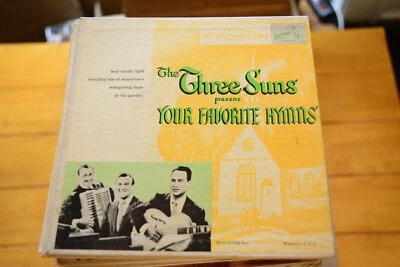 lead kindly light
beautiful isle of somewhere
whispering hope
in the garden
The Three Suns
present
YOUR FAVORITE HYMNS